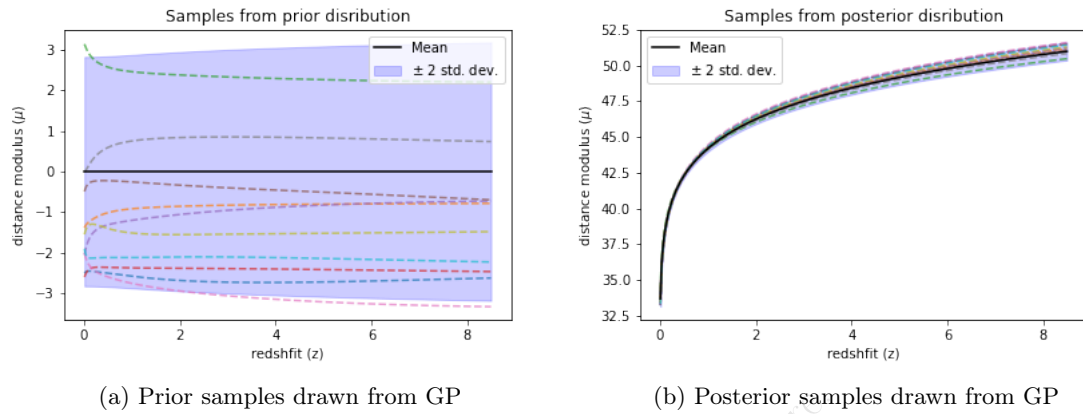 Samples from prior disribution
3
2
1
0
−1
−2
−3
distance modulus (μ)
Mean
± 2 std. dev.
0 2 4 6 8
redshfit (z)
(a) Prior samples drawn from GP
Samples from posterior disribution
52.5
50.0
47.5
45.0
42.5
40.0
37.5
35.0
32.5
distance modulus (μ)
Mean
± 2 std. dev.
0 2 4 6 8
redshfit (z)
(b) Posterior samples drawn from GP